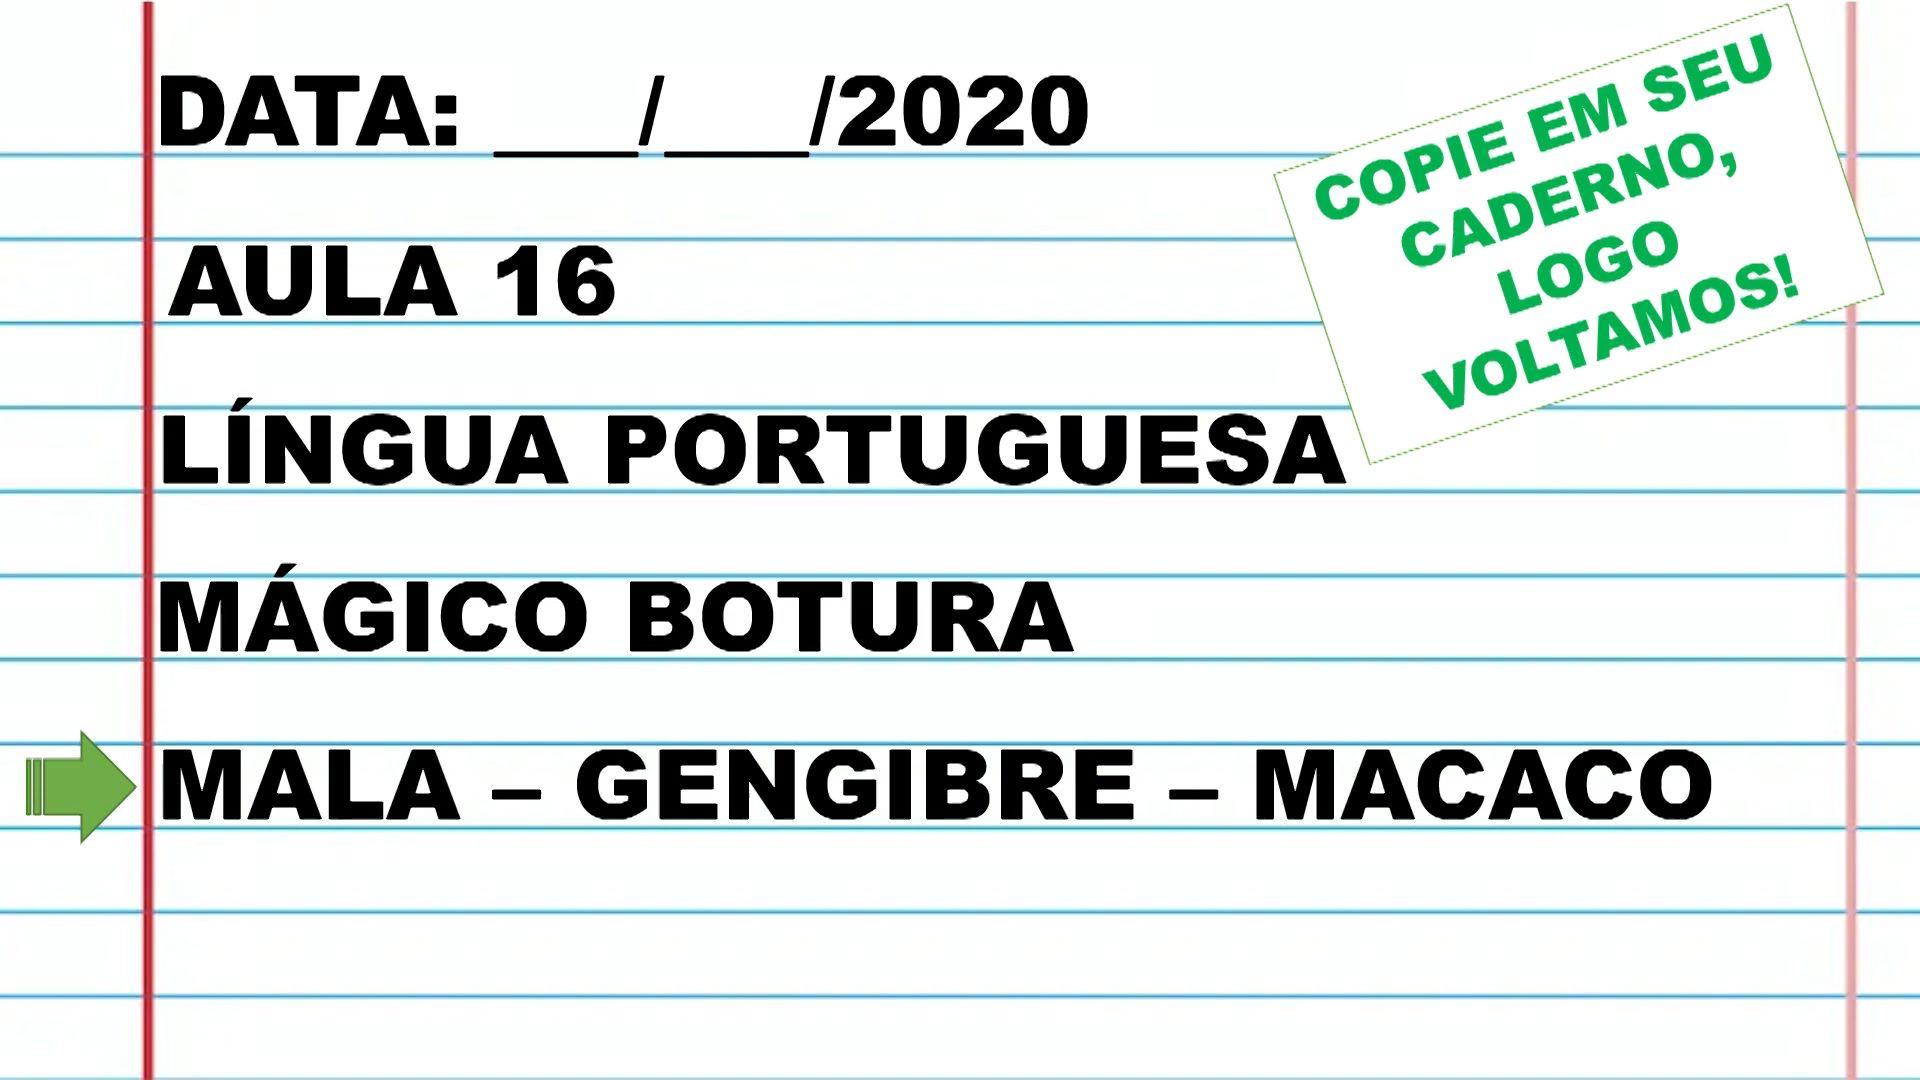 DATA: ___/___/2020
AULA 16
LÍNGUA PORTUGUESA
MÁGICO BOTURA
MALA – GENGIBRE – MACACO
COPIE EM SEU
CADERNO,
LOGO
VOLTAMOS!